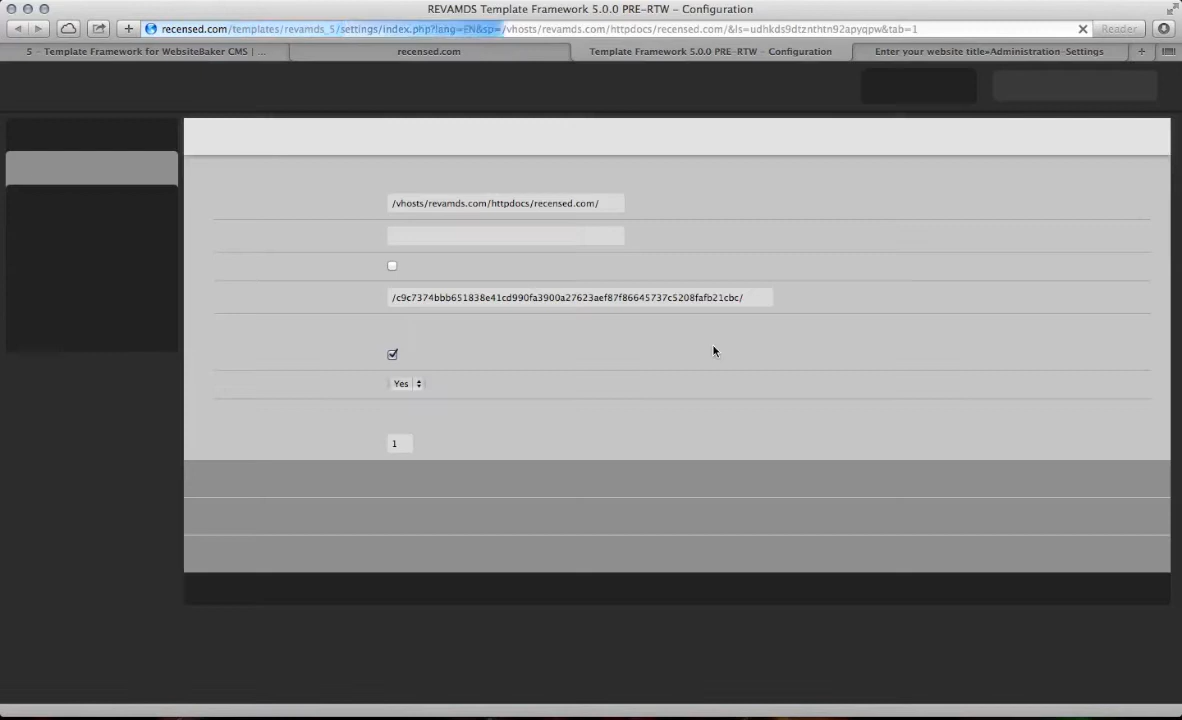 REVAMDS Template Framework 5.0.0 PRE-RTW – Configuration
recensed.com/templates/revamds_5/settings/index.php?lang=EN&sp=/vhosts/revamds.com/httpdocs/recensed.com/&ls=udhkds9dtznthtn92apyqpw&tab=1
Reader
5 – Template Framework for WebsiteBaker CMS | ...
recensed.com
Template Framework 5.0.0 PRE-RTW – Configuration
Enter your website title»Administration-Settings
/vhosts/revamds.com/httpdocs/recensed.com/
/c9c7374bbb651838e41cd990fa3900a27623aef87f86645737c5208fafb21cbc/
Yes
1